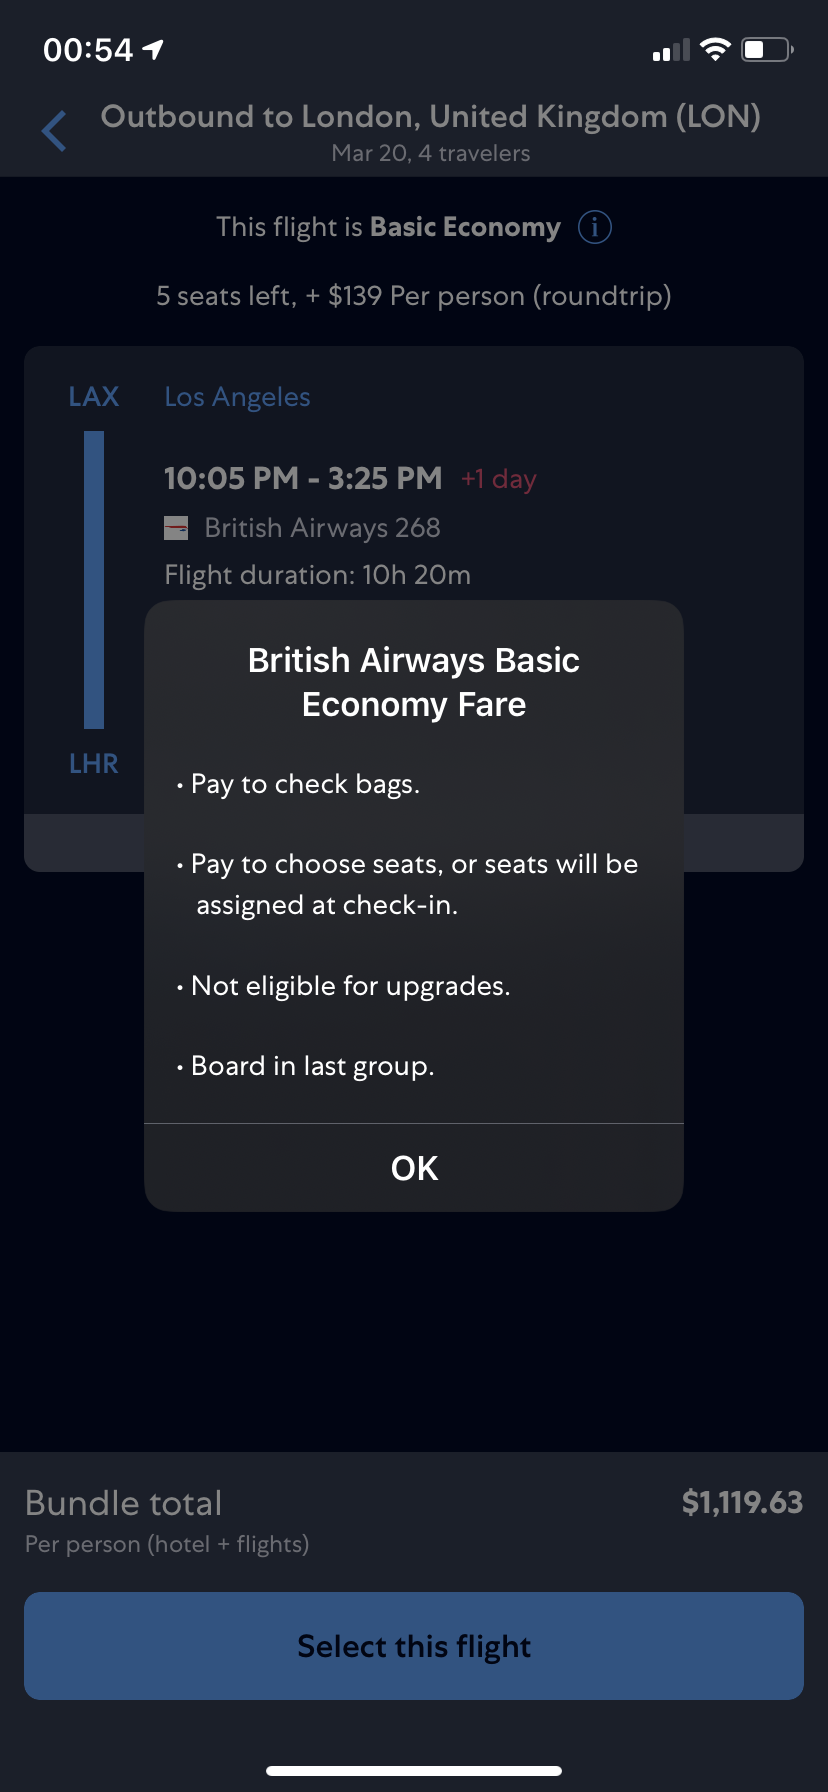 00:54
Outbound to London, United Kingdom (LON)
Mar 20, 4 travelers
This flight is Basic Economy i
5 seats left, + $139 Per person (roundtrip)
LAX Los Angeles
10:05 PM - 3:25 PM +1 day
British Airways 268
Flight duration: 10h 20m
British Airways Basic
Economy Fare
• Pay to check bags.
• Pay to choose seats, or seats will be
assigned at check-in.
• Not eligible for upgrades.
• Board in last group.
OK
LHR
Bundle total $1,119.63
Per person (hotel + flights)
Select this flight